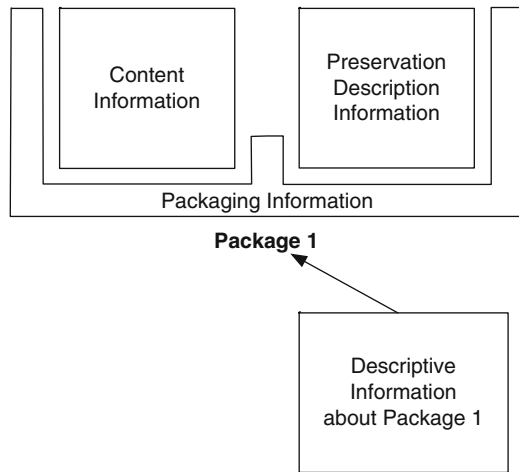 Content
Information
Preservation
Description
Information
Packaging Information
Package 1
Descriptive
Information
about Package 1